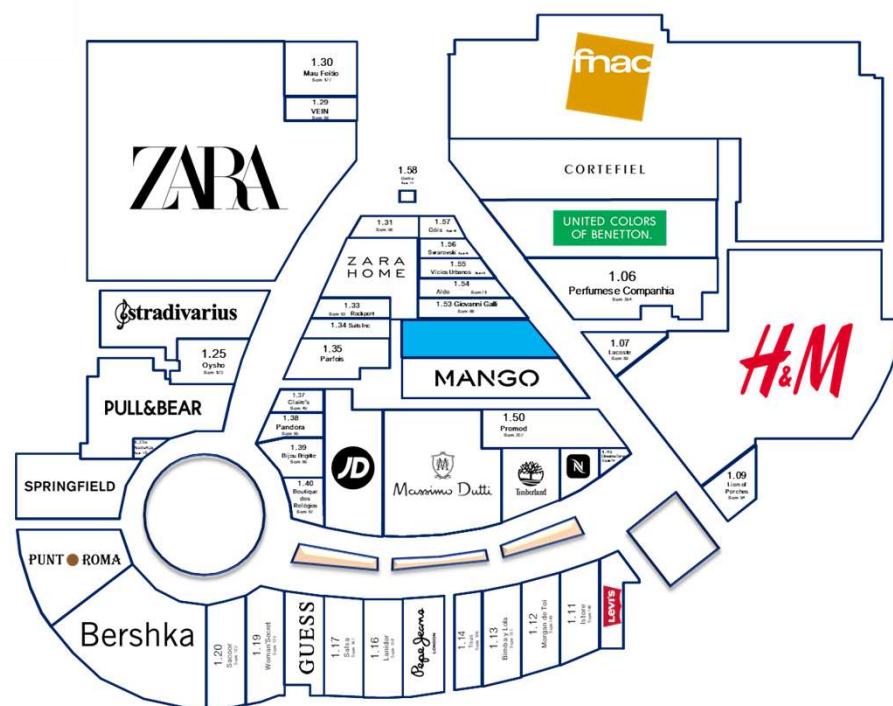 1.30
Mau Feitio
1.29
VEIN
fnac
ZARA
1.58
CORTEFIEL
UNITED COLORS
OF BENETTON.
1.31
1.57
1.56
Swarovski
ZARA
HOME
1.55
Vicios Urbanos
1.54
Aldo
1.06
Perfumes e Companhia
1.53 Giovanni Galli
1.33
Rockport
stradivarius
1.34 Suits Inc
1.25
Oysho
1.35
Parfois
1.07
Lacoste
H&M
MANGO
PULL&BEAR
1.37
Claire's
1.38
Pandora
1.50
Promod
1.39
Bijou Brigitte
JD
M
Massimo Dutti
Timberland
N
SPRINGFIELD
1.40
Boutique
dos
Relógios
1.09
Lion of
Porches
PUNT ROMA
Bershka
1.20
Sacoor
1.19
Women'Secret
GUESS
1.17
Salsa
1.16
Lanidor
Pepe Jeans
LONDON
1.14
1.13
Bimba y Lola
1.12
Morgan de Toi
1.11
Istore
LEVI'S